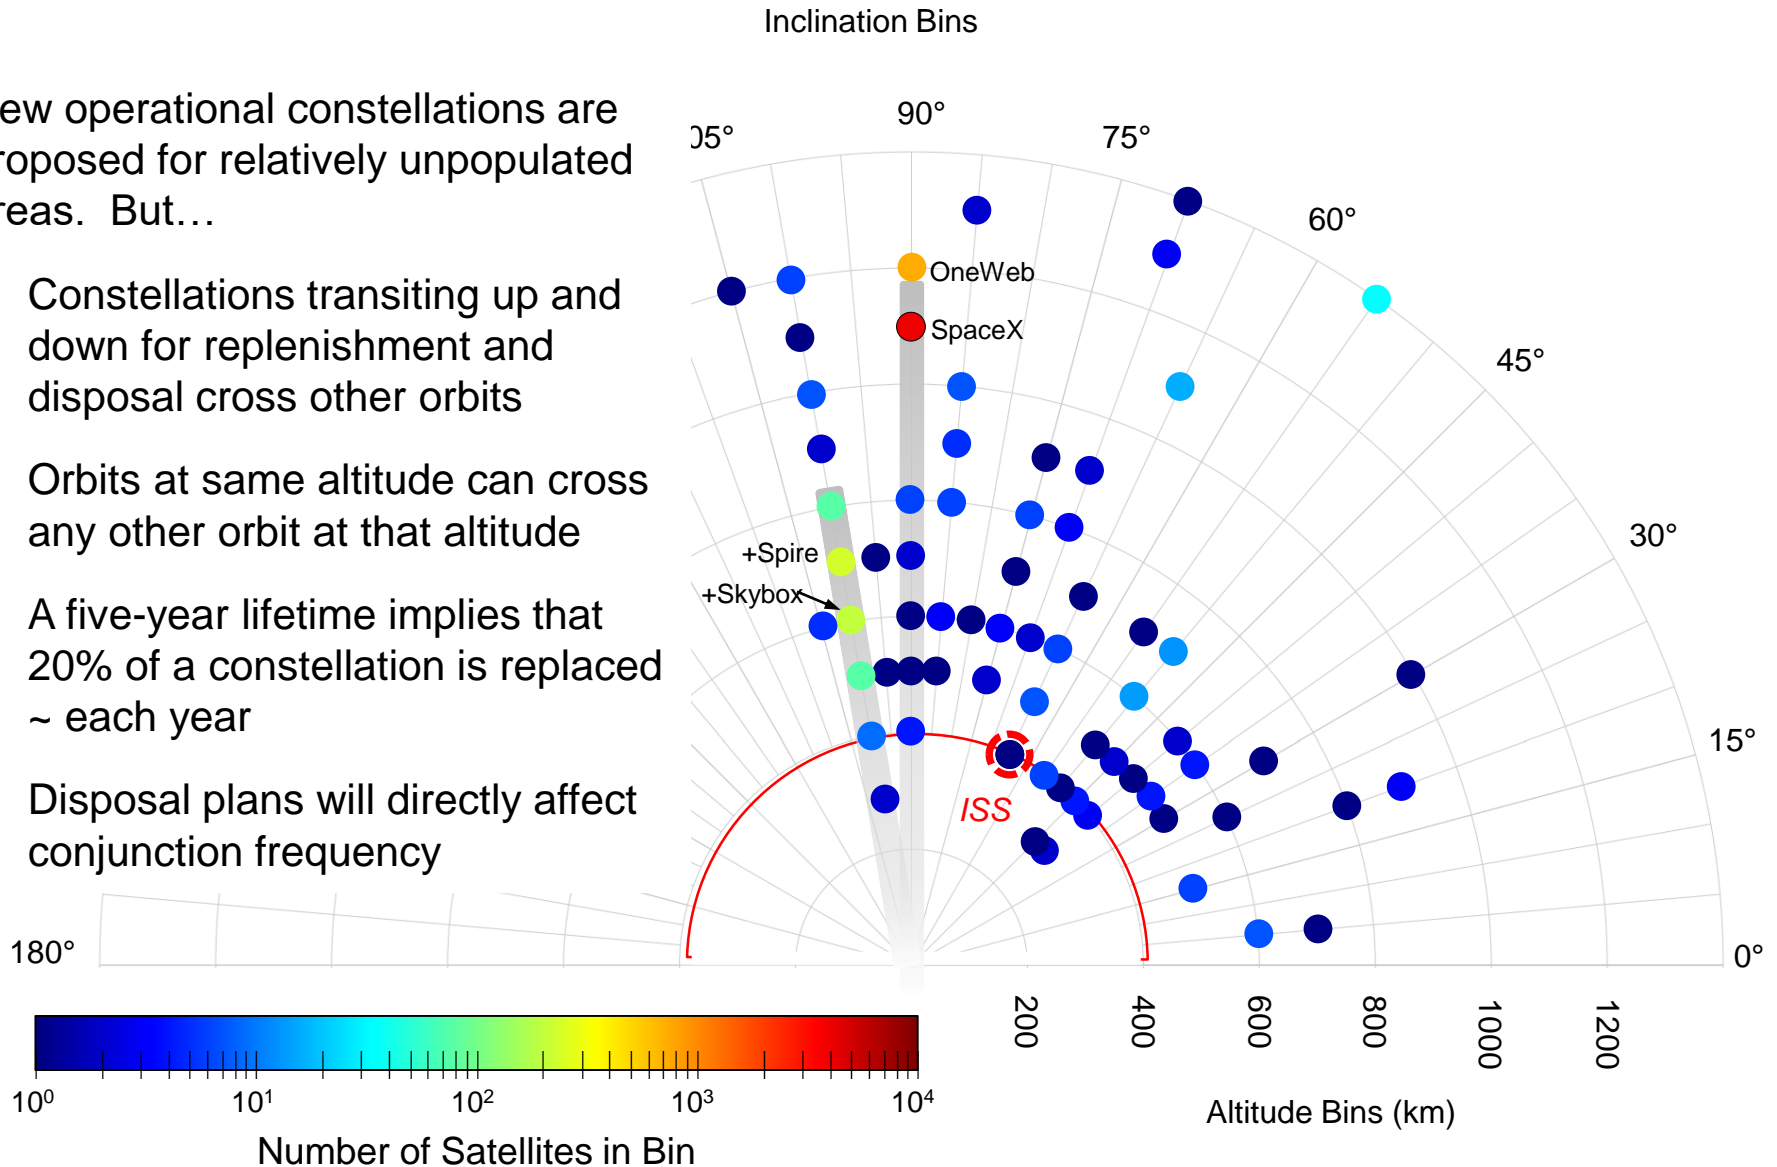 Inclination Bins
ew operational constellations are
roposed for relatively unpopulated
reas. But…
Constellations transiting up and
down for replenishment and
disposal cross other orbits
Orbits at same altitude can cross
any other orbit at that altitude
A five-year lifetime implies that
20% of a constellation is replaced
~ each year
Disposal plans will directly affect
conjunction frequency
05°
90°
75°
60°
45°
30°
15°
0°
180°
OneWeb
SpaceX
+Spire
+Skybox
ISS
200
400
600
800
1000
1200
Altitude Bins (km)
10⁰
10¹
10²
10³
10⁴
Number of Satellites in Bin